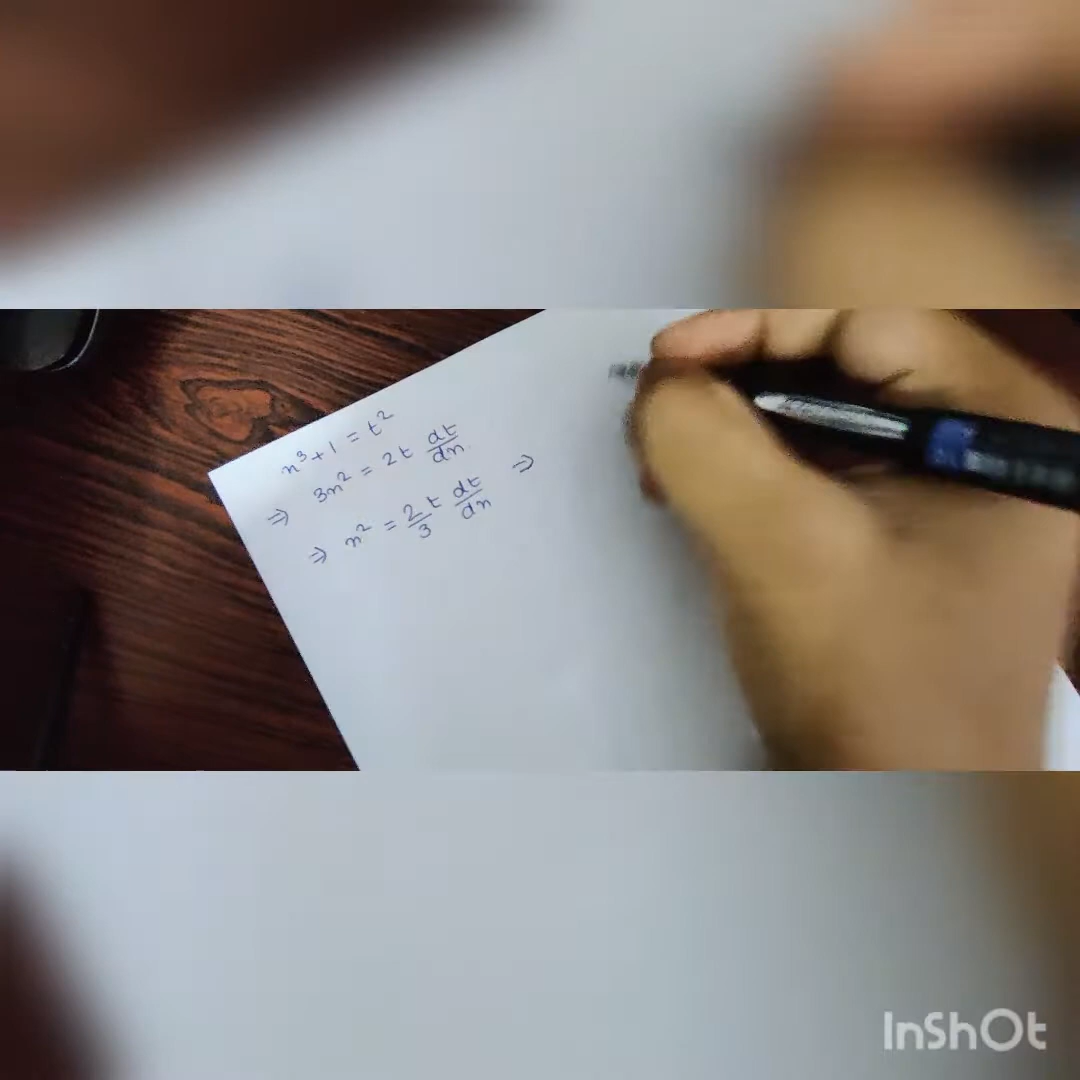 x³+1 = t²
⇒ 3x² = 2t dt/dx
⇒ x² = 2/3 t dt/dx ⇒
InShOt